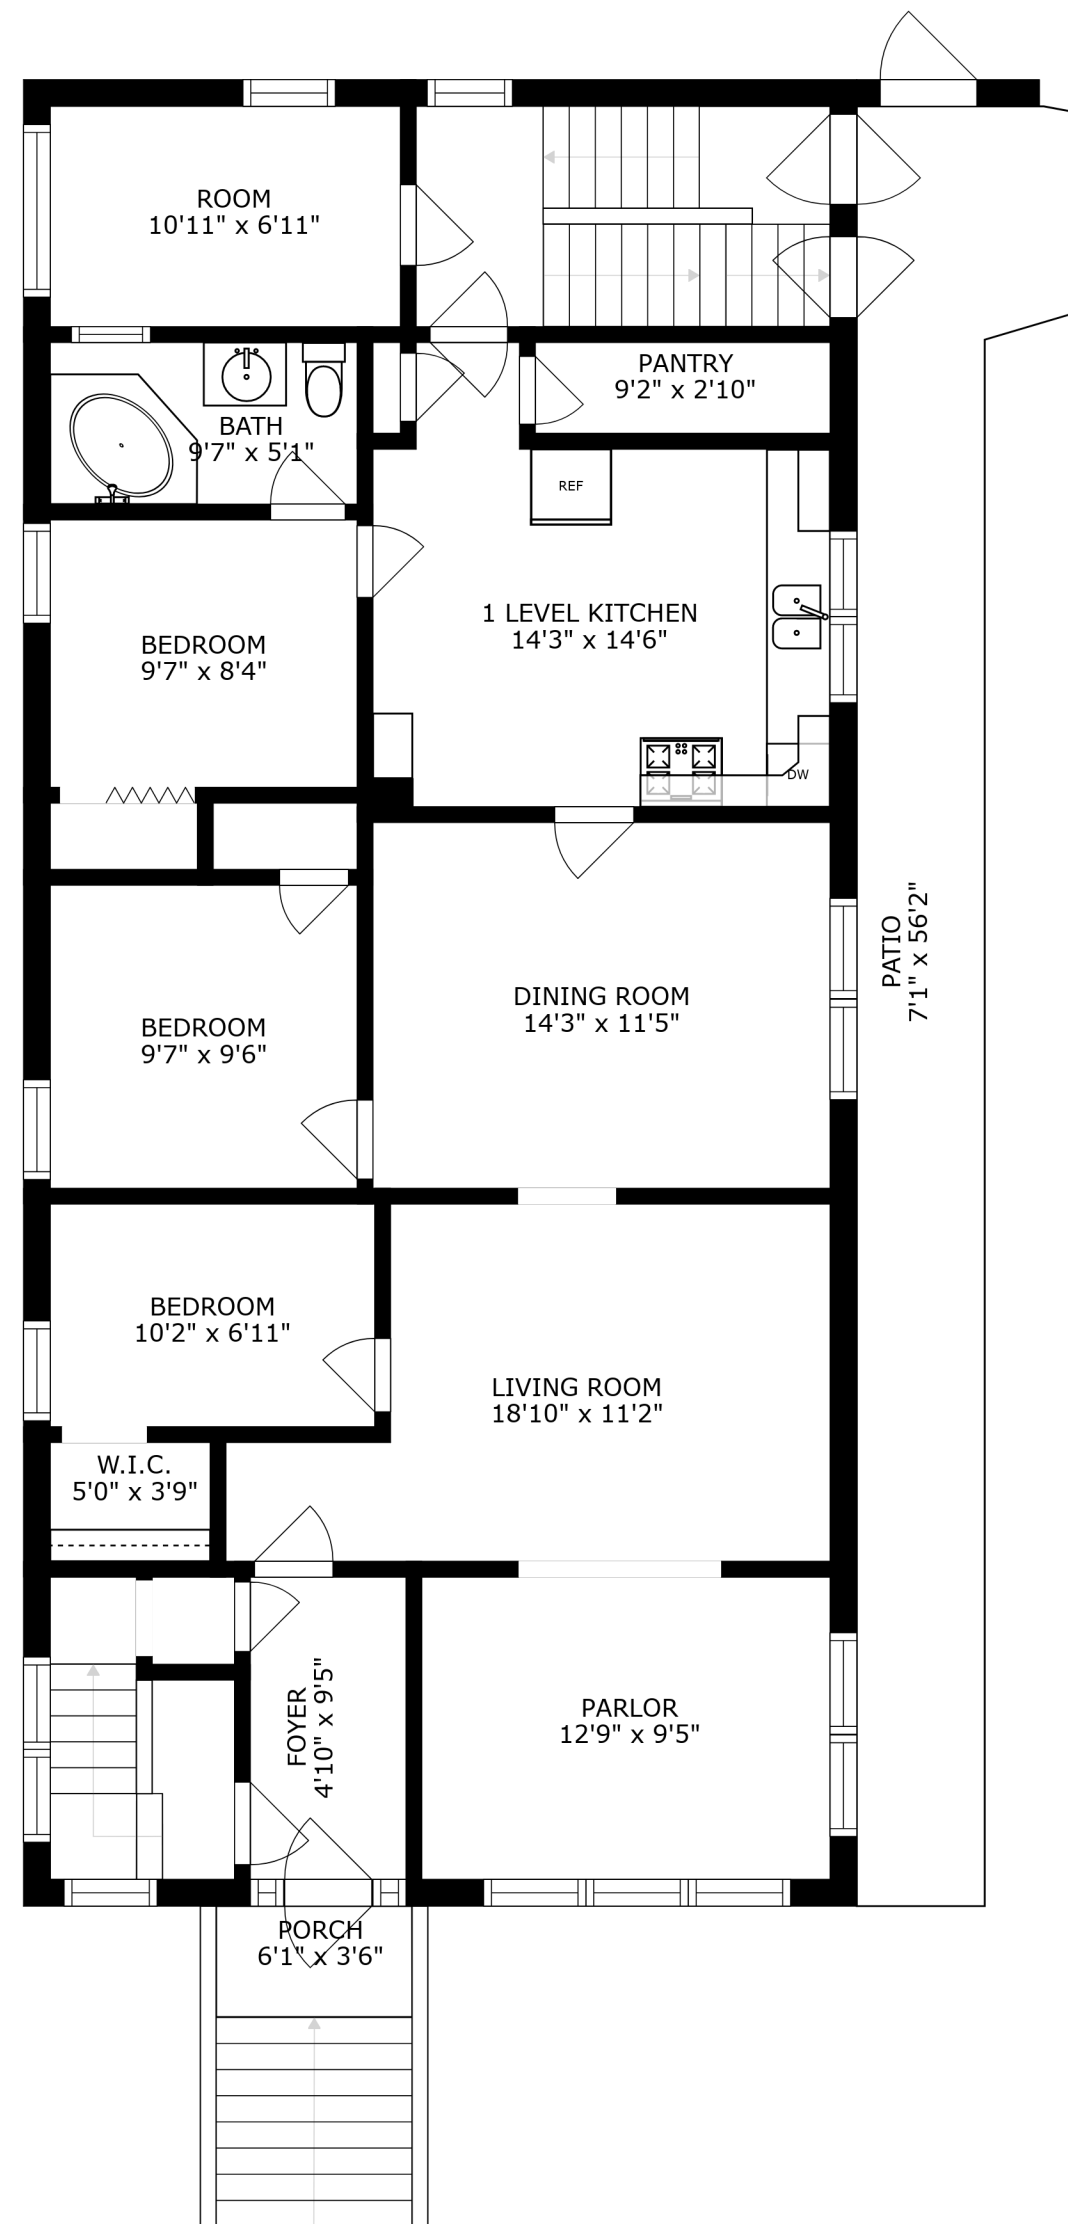 ROOM
10'11" x 6'11"
PANTRY
9'2" x 2'10"
BATH
9'7" x 5'1"
REF
1 LEVEL KITCHEN
14'3" x 14'6"
BEDROOM
9'7" x 8'4"
DW
PATIO
7'1" x 56'2"
DINING ROOM
14'3" x 11'5"
BEDROOM
9'7" x 9'6"
BEDROOM
10'2" x 6'11"
LIVING ROOM
18'10" x 11'2"
W.I.C.
5'0" x 3'9"
FOYER
4'10" x 9'5"
PARLOR
12'9" x 9'5"
PORCH
6'1" x 3'6"